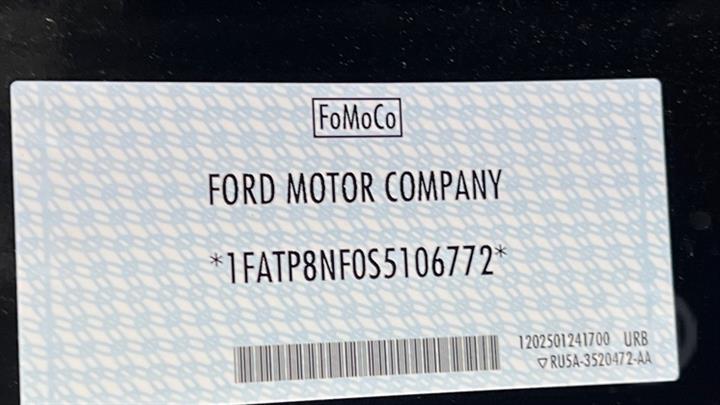 FoMoCo
FORD MOTOR COMPANY
*1FATP8NF0S5106772*
1202501241700 URB
▽RU5A-3520472-AA